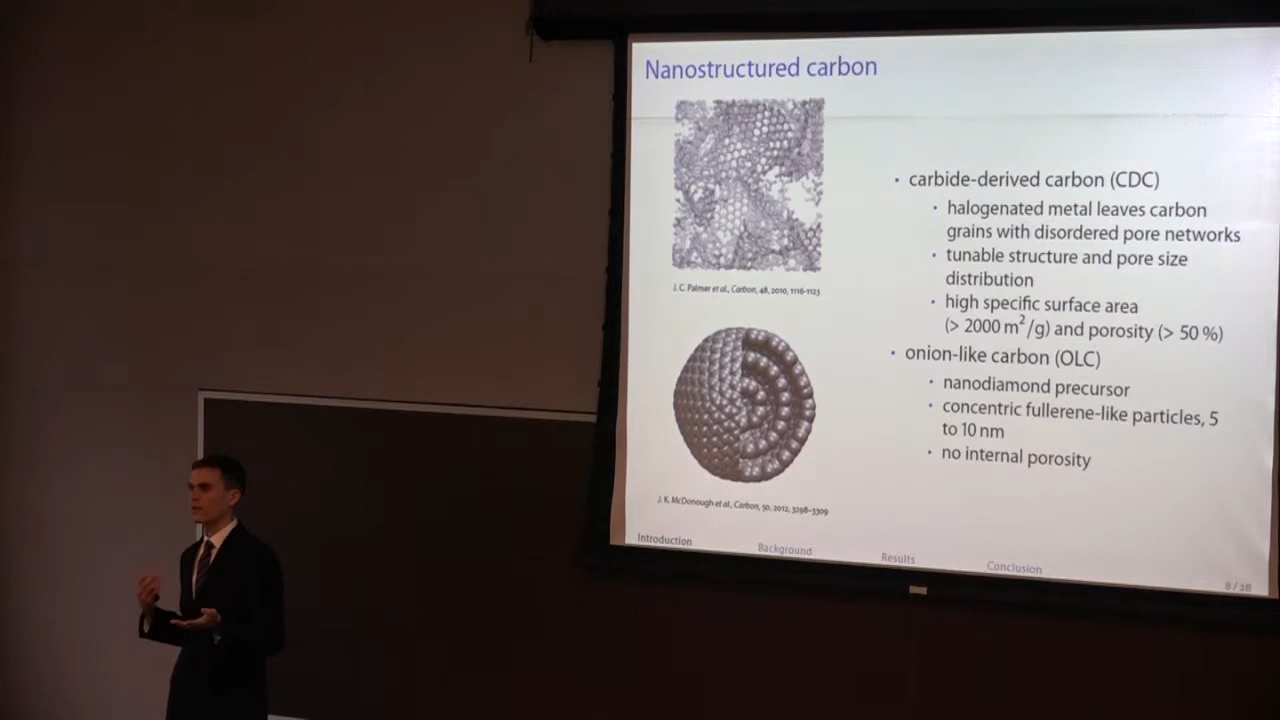 Nanostructured carbon
J. C. Palmer et al., Carbon, 48, 2010, 1116–1123
• carbide-derived carbon (CDC)
• halogenated metal leaves carbon
grains with disordered pore networks
• tunable structure and pore size
distribution
• high specific surface area
(> 2000 m²/g) and porosity (> 50 %)
• onion-like carbon (OLC)
• nanodiamond precursor
• concentric fullerene-like particles, 5
to 10 nm
• no internal porosity
J. K. McDonough et al., Carbon, 50, 2012, 3298–3309
Introduction Background Results Conclusion
8 / 28